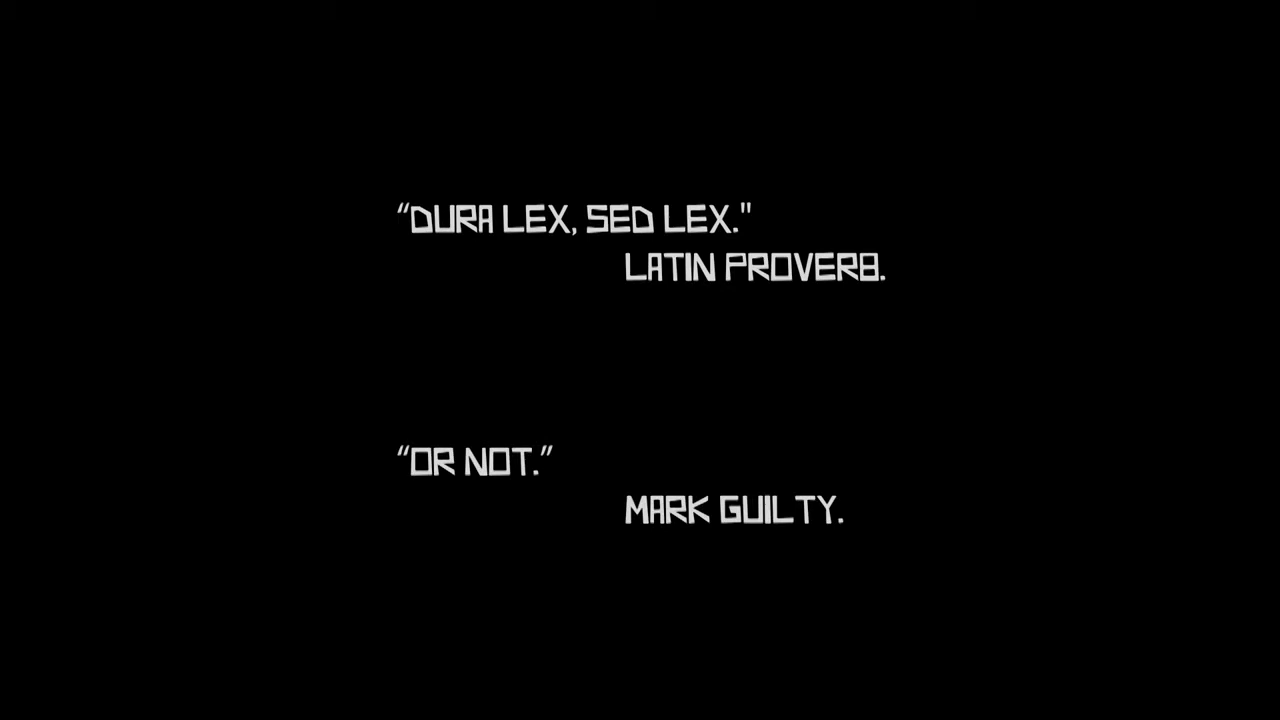 “DURA LEX, SED LEX."
LATIN PROVERB.
“OR NOT.”
MARK GUILTY.